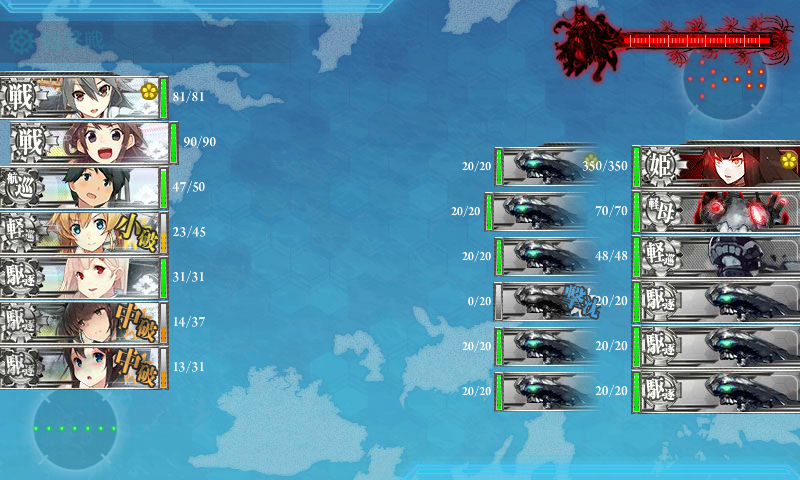 戦 81/81
戦 90/90
航巡 47/50
軽巡 小破 23/45
駆逐 31/31
駆逐 中破 14/37
駆逐 中破 13/31
20/20 350/350 姫
20/20 70/70 軽母
20/20 48/48 軽巡
0/20 撃沈 20/20 駆逐
20/20 20/20 駆逐
20/20 20/20 駆逐